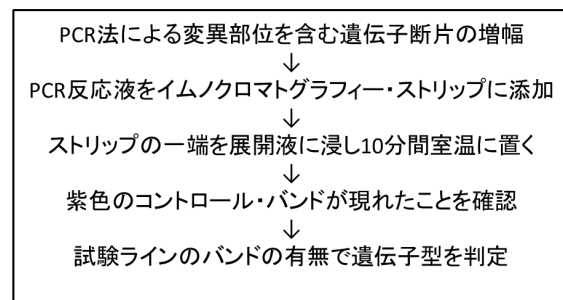 PCR法による変異部位を含む遺伝子断片の増幅
↓
PCR反応液をイムノクロマトグラフィー・ストリップに添加
↓
ストリップの一端を展開液に浸し10分間室温に置く
↓
紫色のコントロール・バンドが現れたことを確認
↓
試験ラインのバンドの有無で遺伝子型を判定